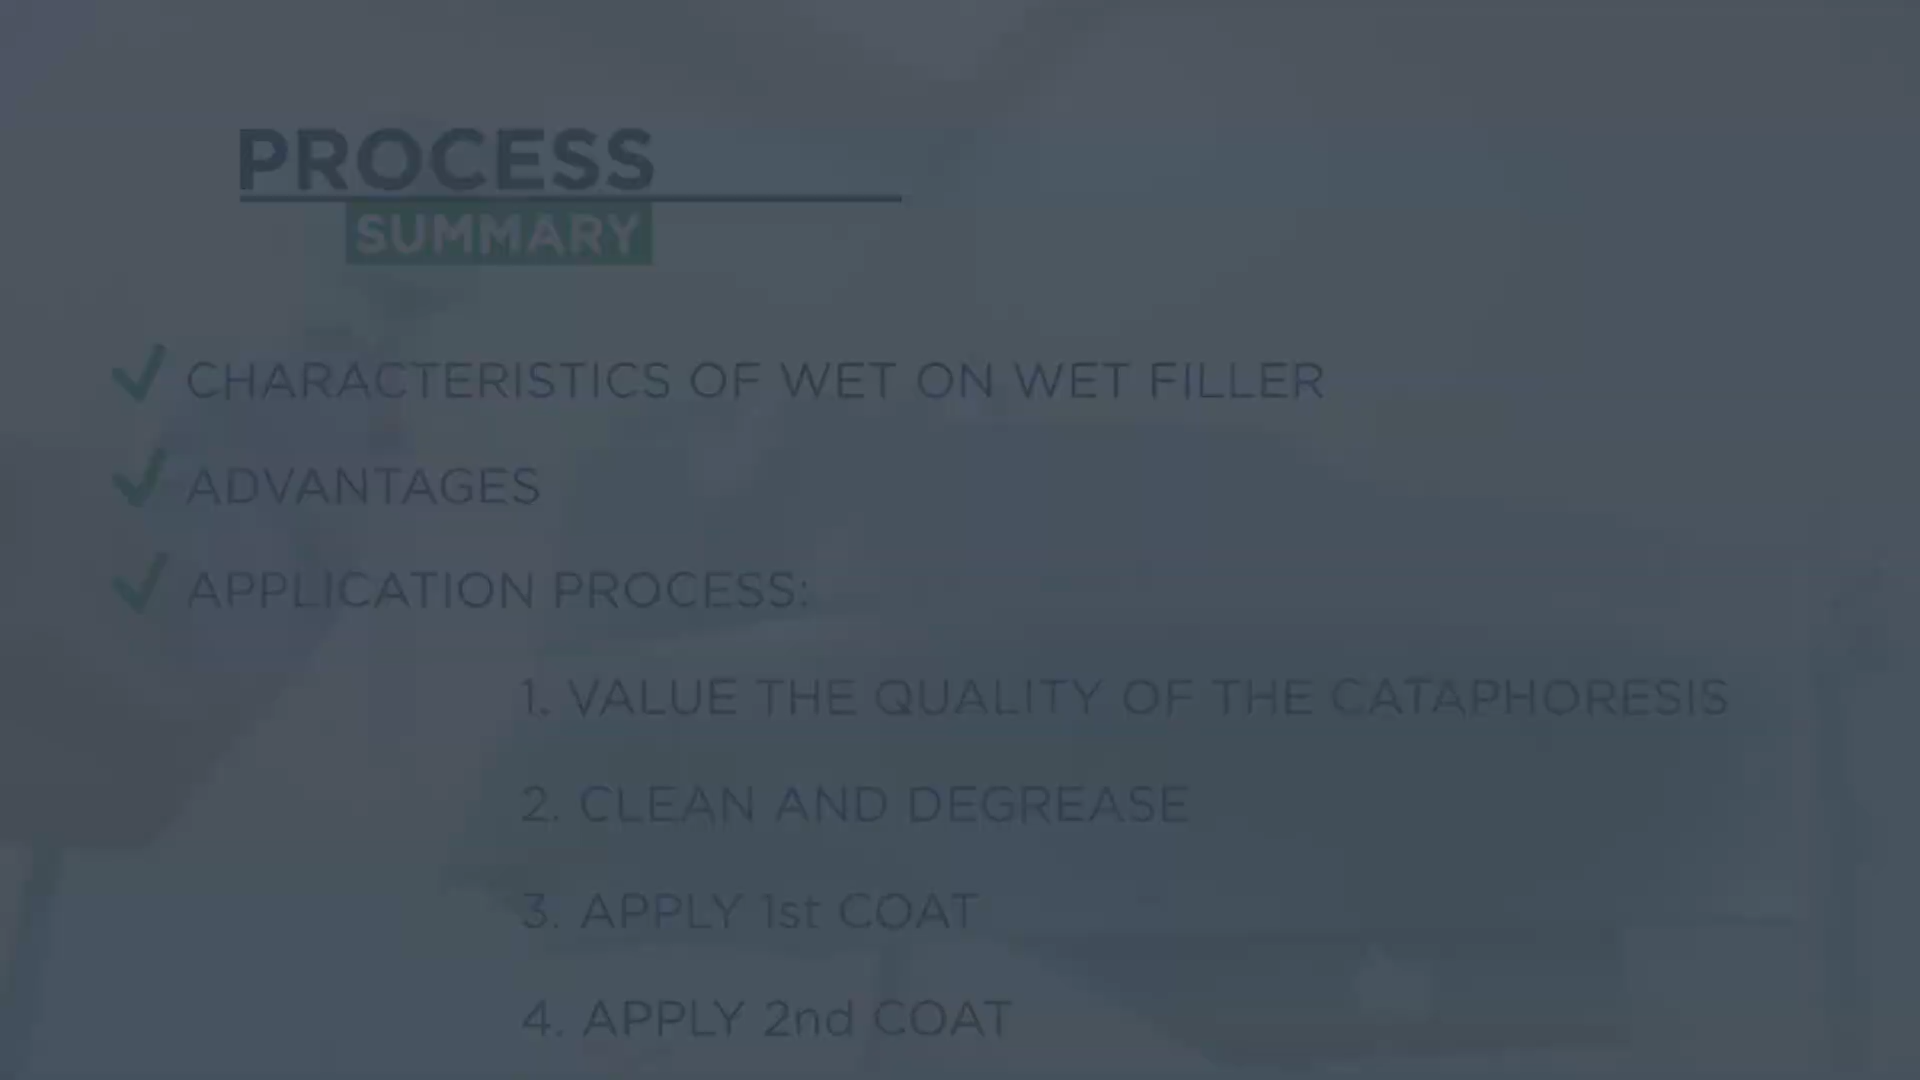 PROCESS
SUMMARY
CHARACTERISTICS OF WET ON WET FILLER
ADVANTAGES
APPLICATION PROCESS:
1. VALUE THE QUALITY OF THE CATAPHORESIS
2. CLEAN AND DEGREASE
3. APPLY 1st COAT
4. APPLY 2nd COAT